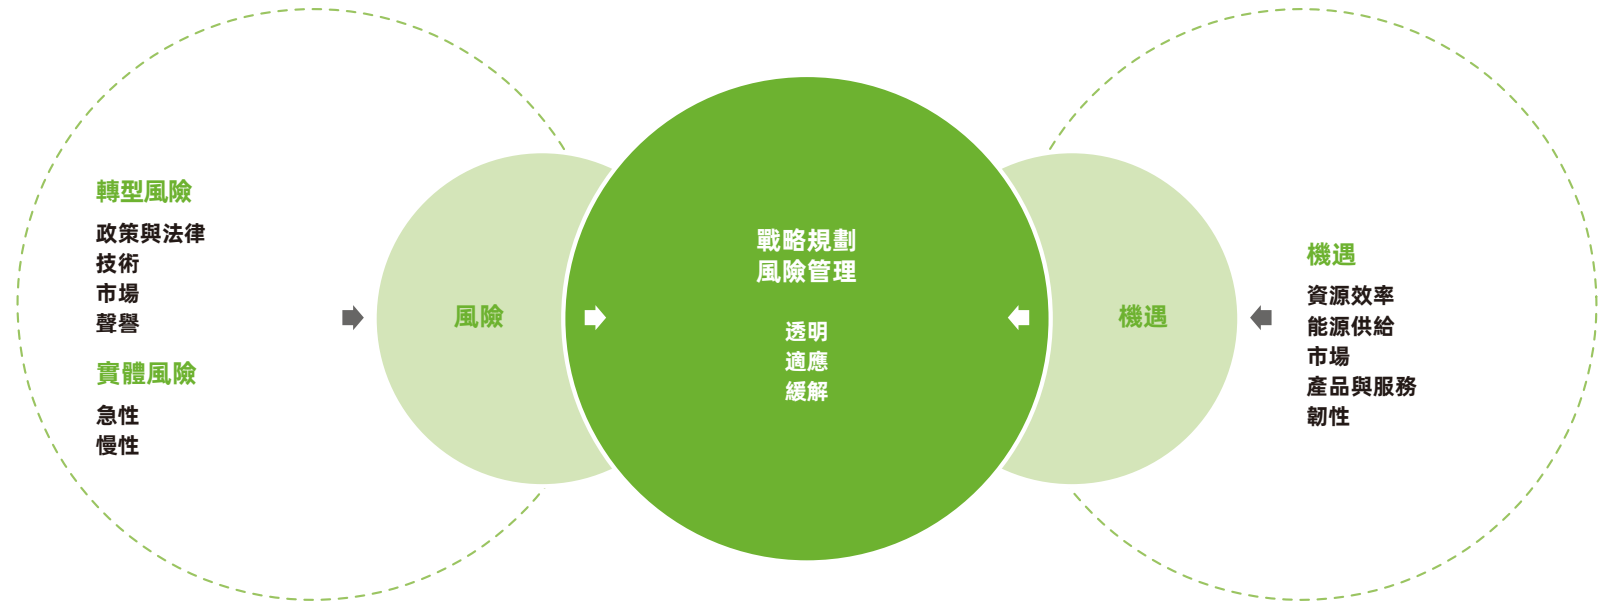 轉型風險
政策與法律
技術
市場
聲譽
實體風險
急性
慢性
風險
戰略規劃
風險管理
透明
適應
緩解
機遇
機遇
資源效率
能源供給
市場
產品與服務
韌性